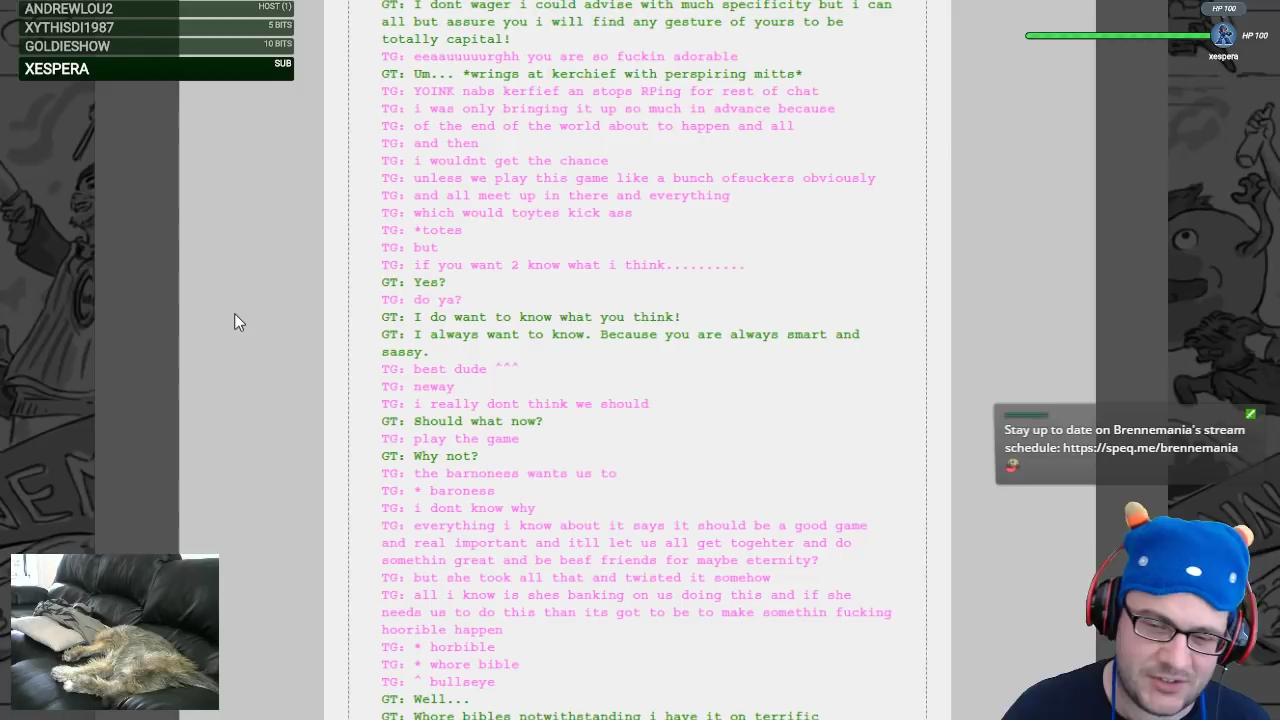 ANDREWLOU2 HOST (1)
XYTHISDI1987 5 BITS
GOLDIESHOW 10 BITS
XESPERA SUB
GT: I dont wager i could advise with much specificity but i can
all but assure you i will find any gesture of yours to be
totally capital!
TG: eeaauuuuurghh you are so fuckin adorable
GT: Um... *wrings at kerchief with perspiring mitts*
TG: YOINK nabs kerfief an stops RPing for rest of chat
TG: i was only bringing it up so much in advance because
TG: of the end of the world about to happen and all
TG: and then
TG: i wouldnt get the chance
TG: unless we play this game like a bunch ofsuckers obviously
TG: and all meet up in there and everything
TG: which would toytes kick ass
TG: *totes
TG: but
TG: if you want 2 know what i think..........
GT: Yes?
TG: do ya?
GT: I do want to know what you think!
GT: I always want to know. Because you are always smart and
sassy.
TG: best dude ^^^
TG: neway
TG: i really dont think we should
GT: Should what now?
TG: play the game
GT: Why not?
TG: the barnoness wants us to
TG: * baroness
TG: i dont know why
TG: everything i know about it says it should be a good game
and real important and itll let us all get togehter and do
somethin great and be besf friends for maybe eternity?
TG: but she took all that and twisted it somehow
TG: all i know is shes banking on us doing this and if she
needs us to do this than its got to be to make somethin fucking
hoorible happen
TG: * horbible
TG: * whore bible
TG: ^ bullseye
GT: Well...
GT: Whore bibles notwithstanding i have it on terrific
HP 100
HP 100
xespera
Stay up to date on Brennemania's stream
schedule: https://speq.me/brennemania